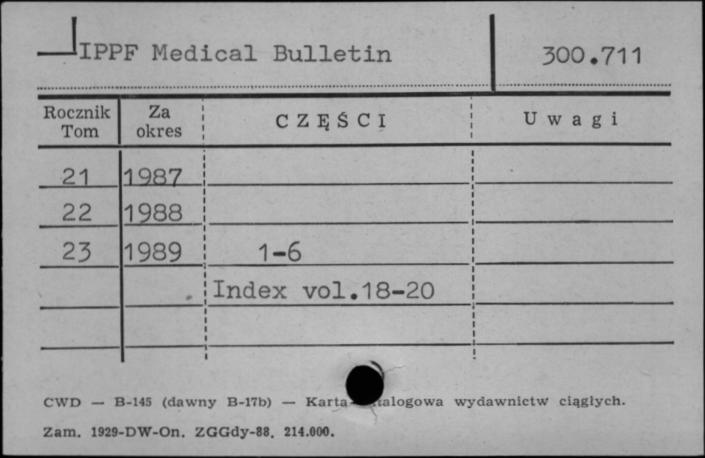 IPPF Medical Bulletin 300.711
Rocznik Tom Za okres CZĘŚCI Uwagi
21 1987
22 1988
23 1989 1-6
Index vol.18-20
CWD — B-145 (dawny B-17b) — Karta talogowa wydawnictw ciągłych.
Zam. 1929-DW-On. ZGGdy-88. 214.000.